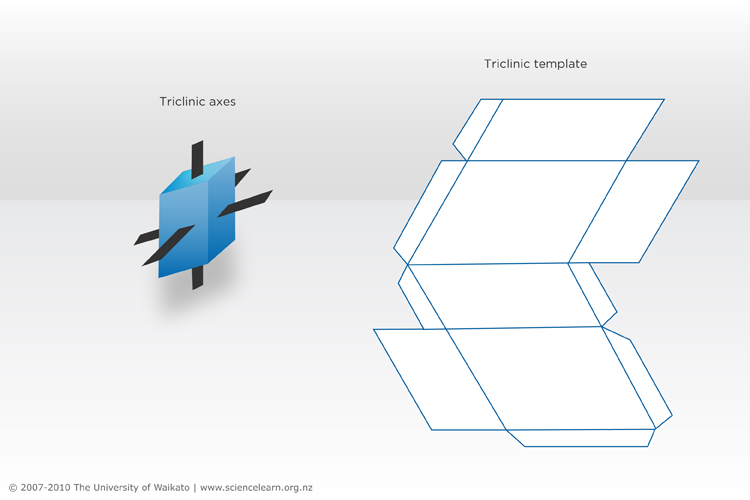 Triclinic template
Triclinic axes
© 2007-2010 The University of Waikato | www.sciencelearn.org.nz